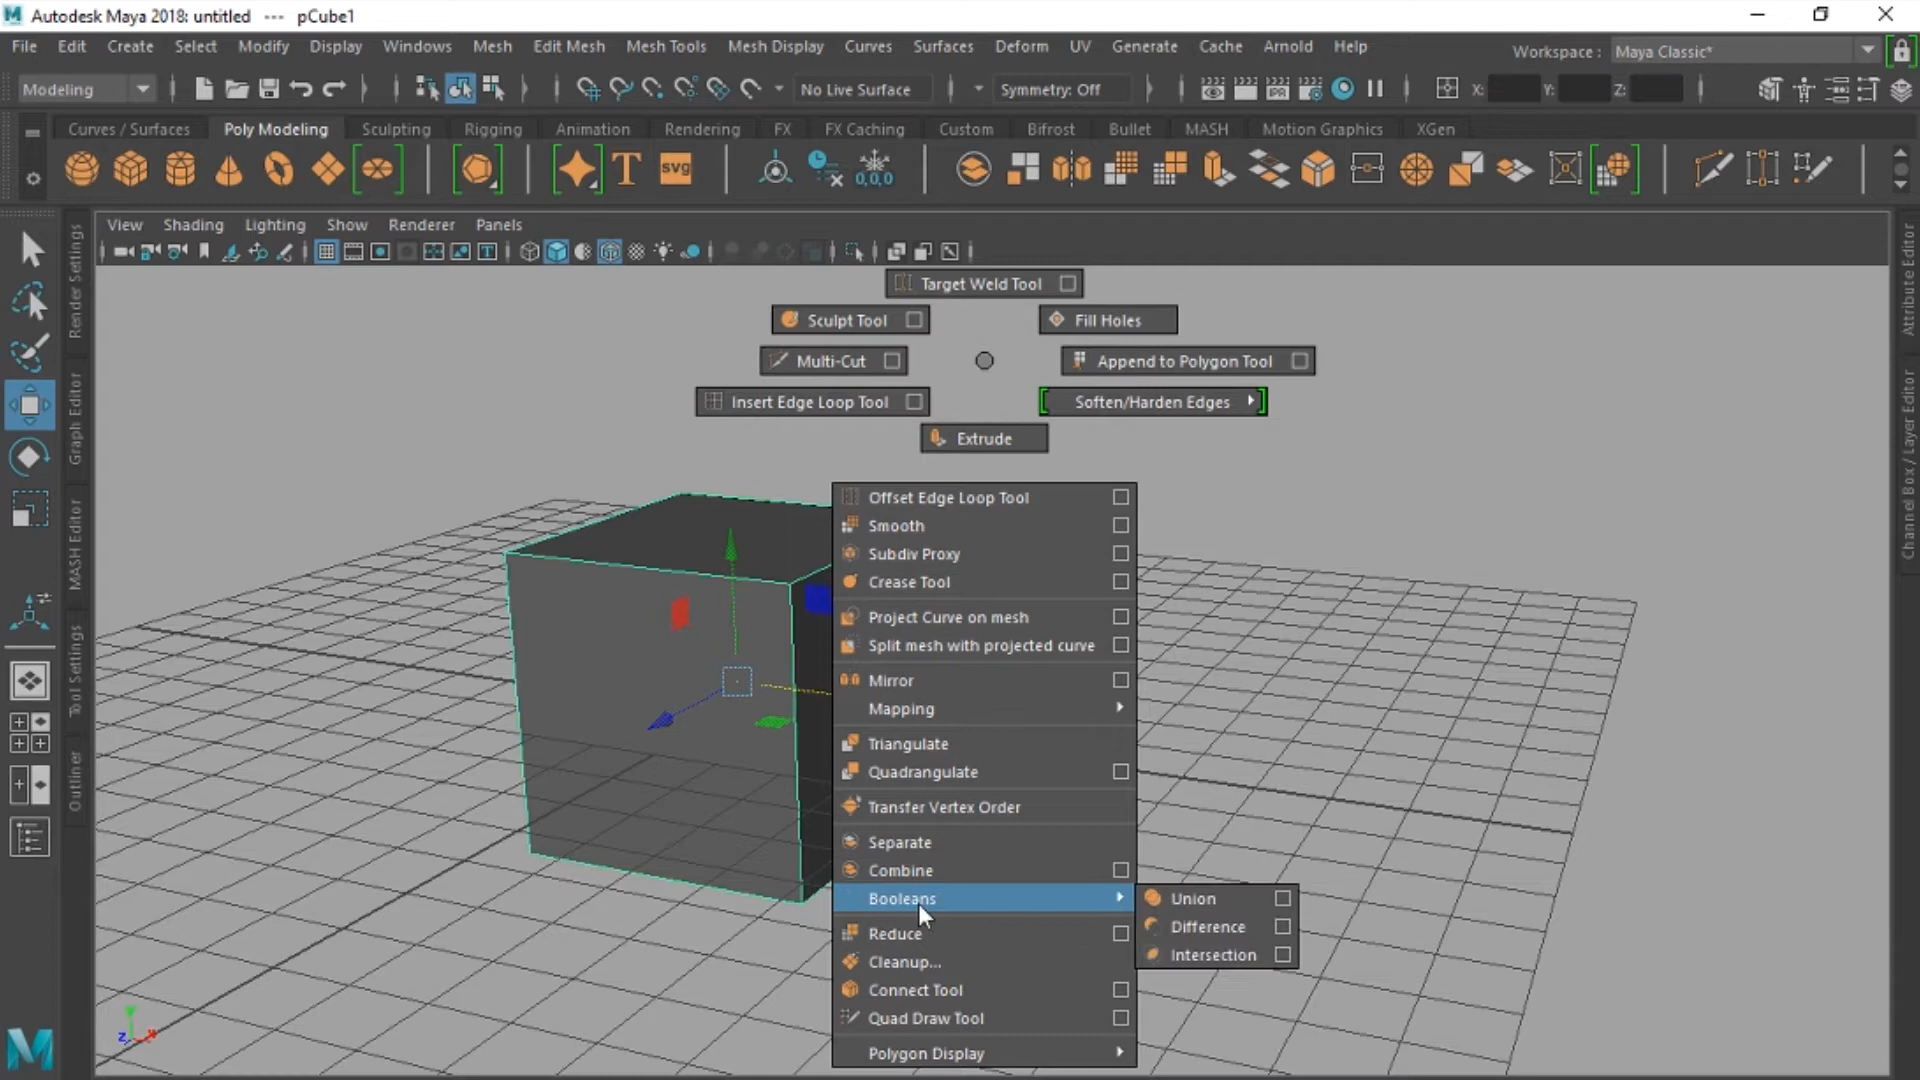 Autodesk Maya 2018: untitled --- pCube1
File Edit Create Select Modify Display Windows Mesh Edit Mesh Mesh Tools Mesh Display Curves Surfaces Deform UV Generate Cache Arnold Help
Workspace : Maya Classic*
Modeling No Live Surface Symmetry: Off IPR X: Y: Z:
Curves / Surfaces Poly Modeling Sculpting Rigging Animation Rendering FX FX Caching Custom Bifrost Bullet MASH Motion Graphics XGen
T svg 0,0,0
View Shading Lighting Show Renderer Panels
Render Settings
Graph Editor
MASH Editor
Tool Settings
Outliner
Attribute Editor
Channel Box / Layer Editor
Target Weld Tool
Sculpt Tool Fill Holes
Multi-Cut Append to Polygon Tool
Insert Edge Loop Tool Soften/Harden Edges
Extrude
Offset Edge Loop Tool
Smooth
Subdiv Proxy
Crease Tool
Project Curve on mesh
Split mesh with projected curve
Mirror
Mapping
Triangulate
Quadrangulate
Transfer Vertex Order
Separate
Combine
Booleans Union
Difference
Reduce
Intersection
Cleanup...
Connect Tool
Quad Draw Tool
Polygon Display
y
z x
M